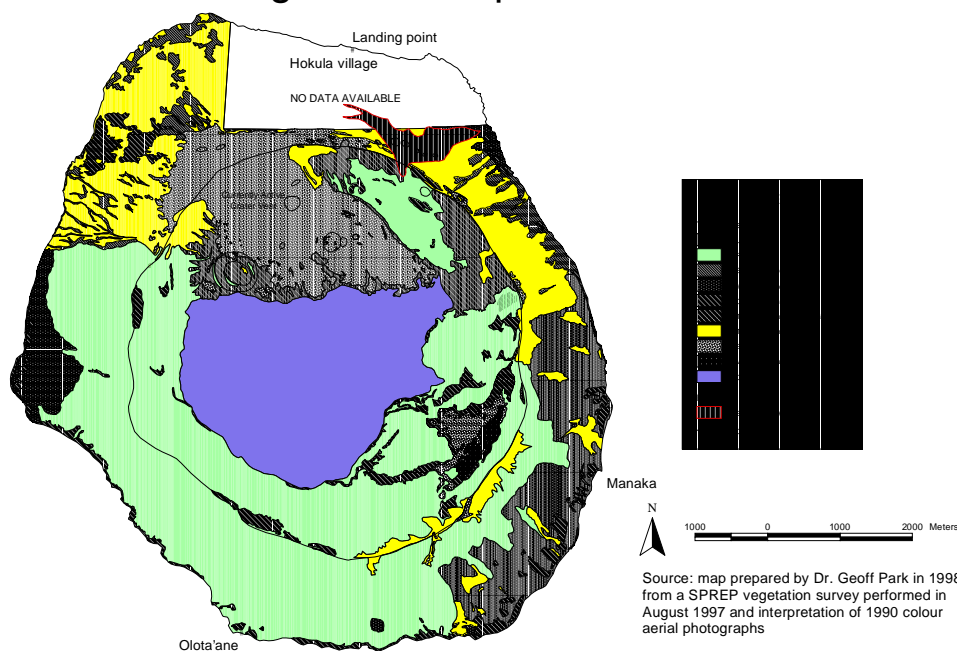 Landing point
Hokula village
NO DATA AVAILABLE
Manaka
N
1000 0 1000 2000 Meters
Source: map prepared by Dr. Geoff Park in 1998
from a SPREP vegetation survey performed in
August 1997 and interpretation of 1990 colour
aerial photographs
Olota'ane